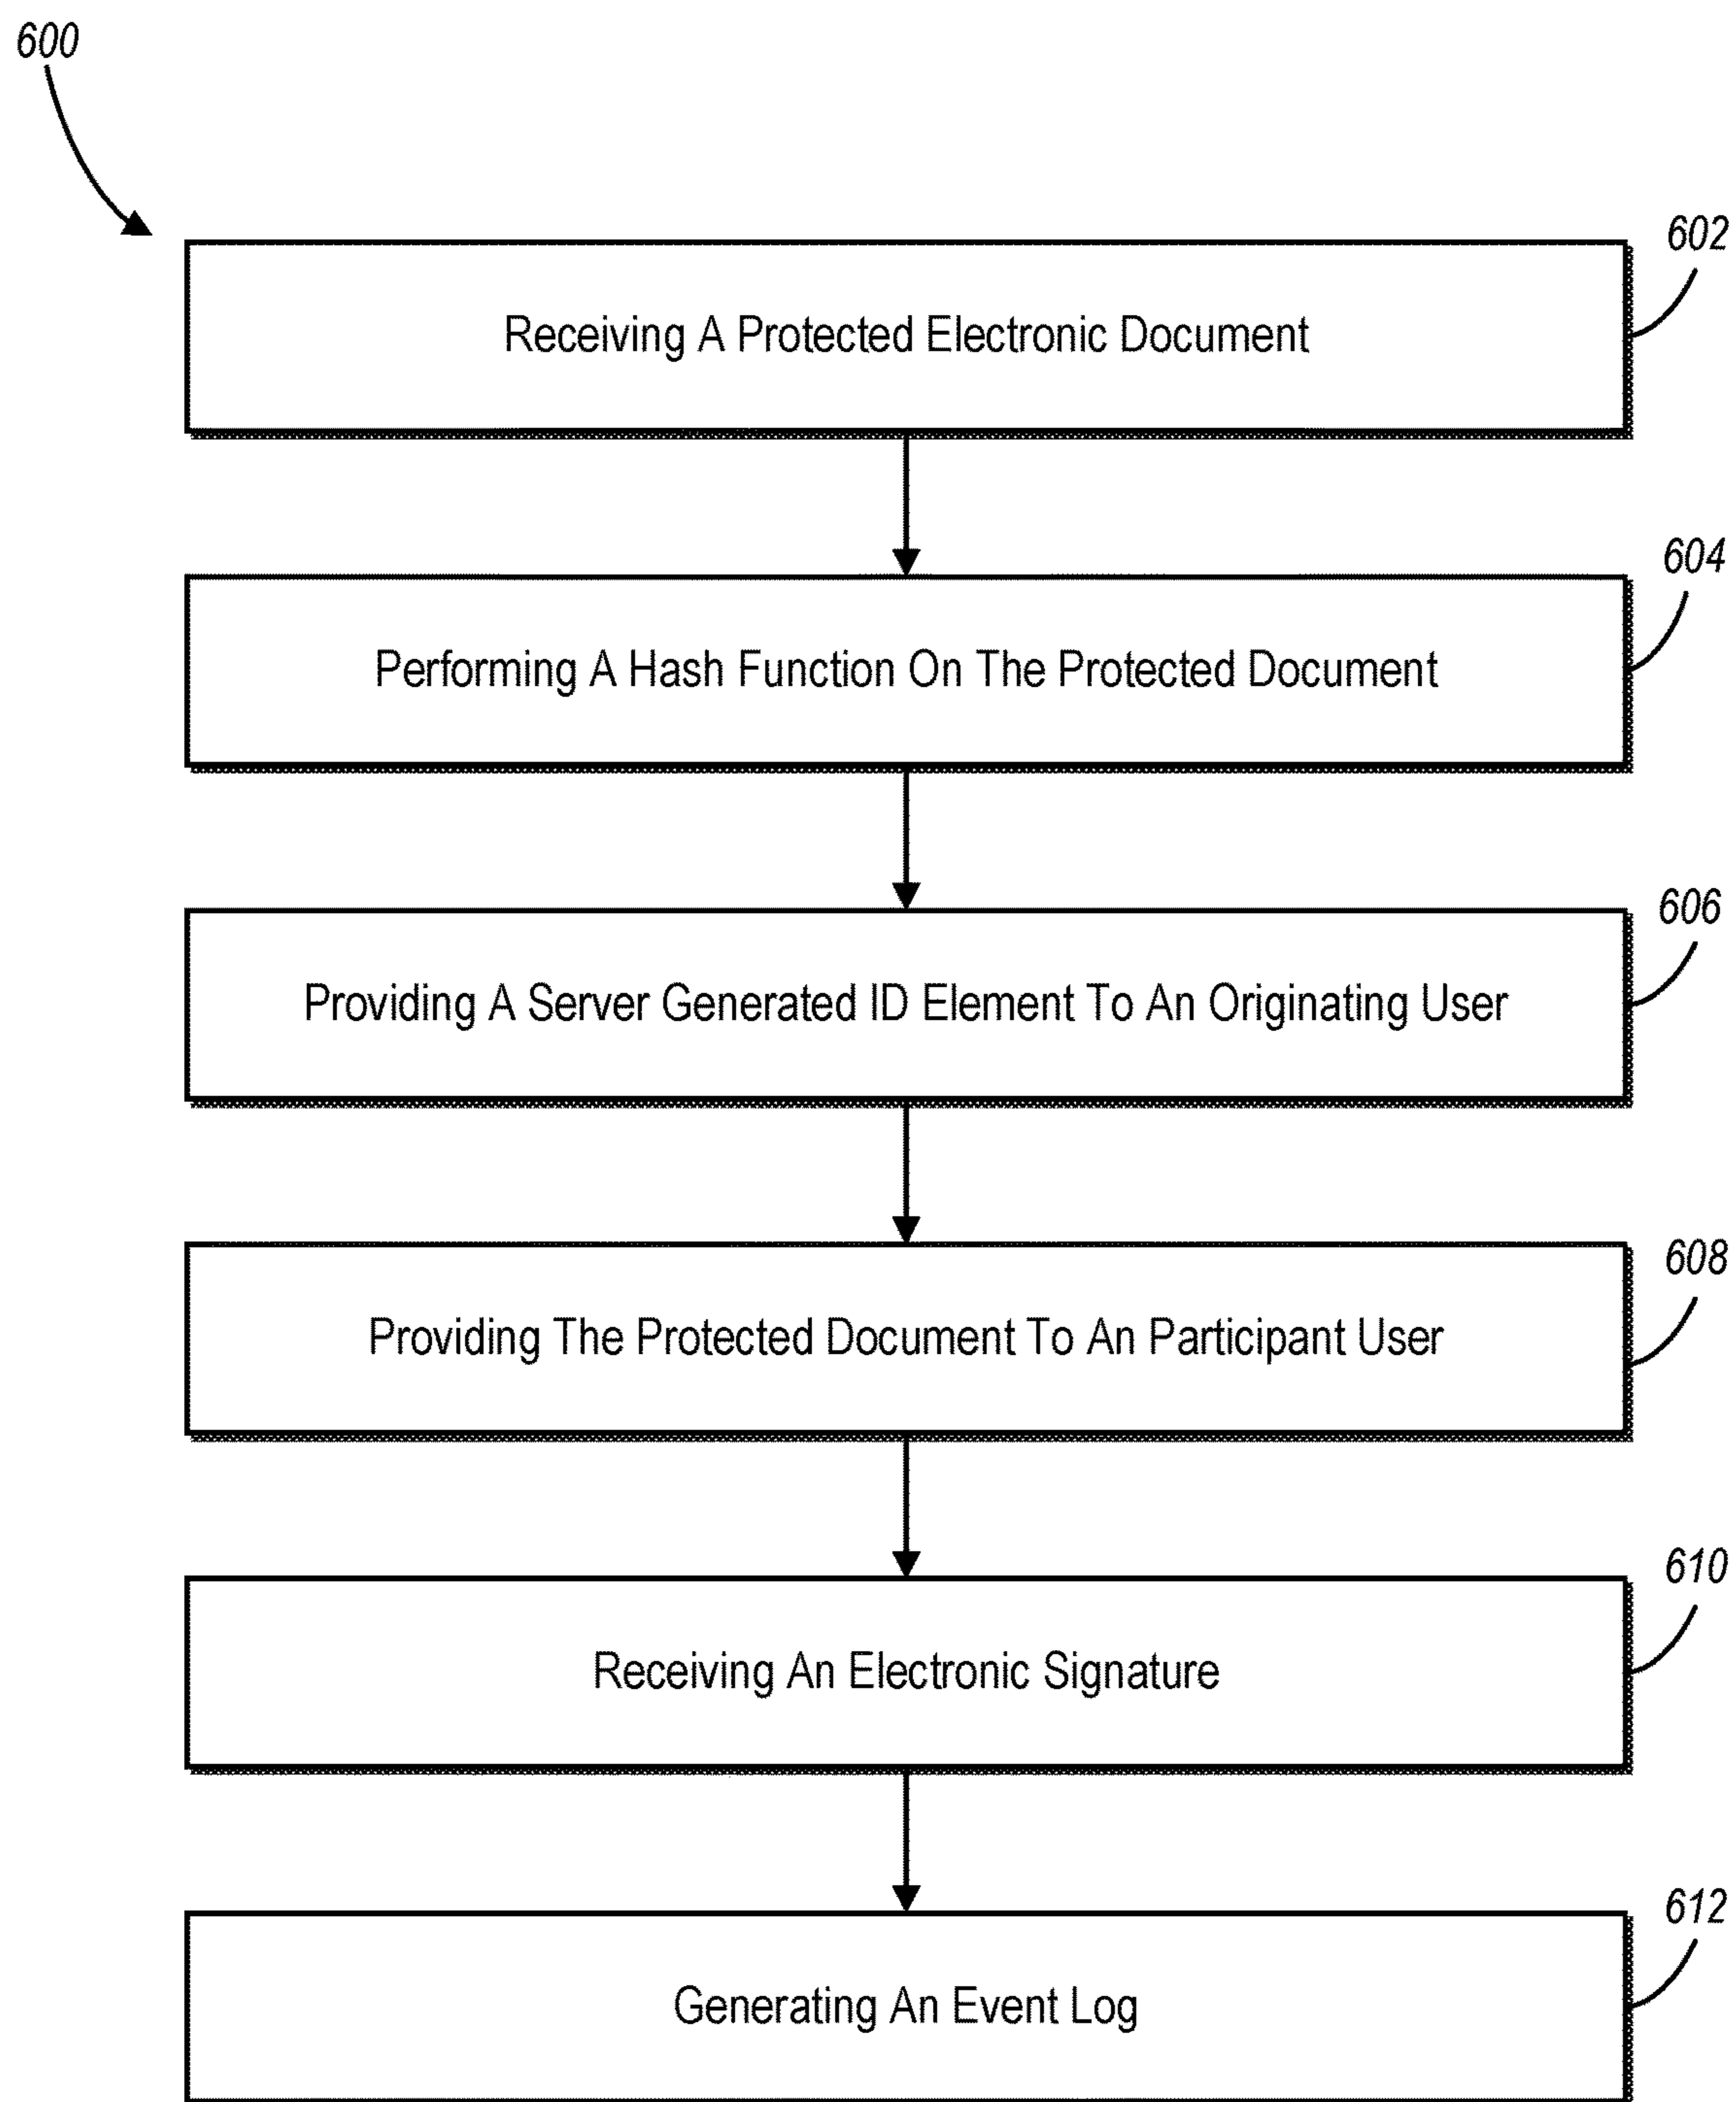 600
602
Receiving A Protected Electronic Document
604
Performing A Hash Function On The Protected Document
606
Providing A Server Generated ID Element To An Originating User
608
Providing The Protected Document To An Participant User
610
Receiving An Electronic Signature
612
Generating An Event Log